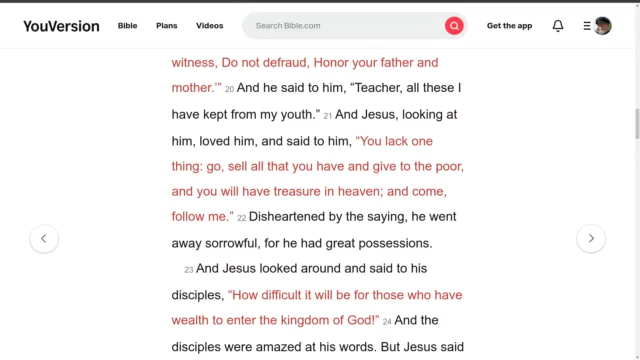 YouVersion Bible Plans Videos Search Bible.com Get the app
witness, Do not defraud, Honor your father and
mother.’” 20 And he said to him, “Teacher, all these I
have kept from my youth.” 21 And Jesus, looking at
him, loved him, and said to him, “You lack one
thing: go, sell all that you have and give to the poor,
and you will have treasure in heaven; and come,
follow me.” 22 Disheartened by the saying, he went
away sorrowful, for he had great possessions.
23 And Jesus looked around and said to his
disciples, “How difficult it will be for those who have
wealth to enter the kingdom of God!” 24 And the
disciples were amazed at his words. But Jesus said